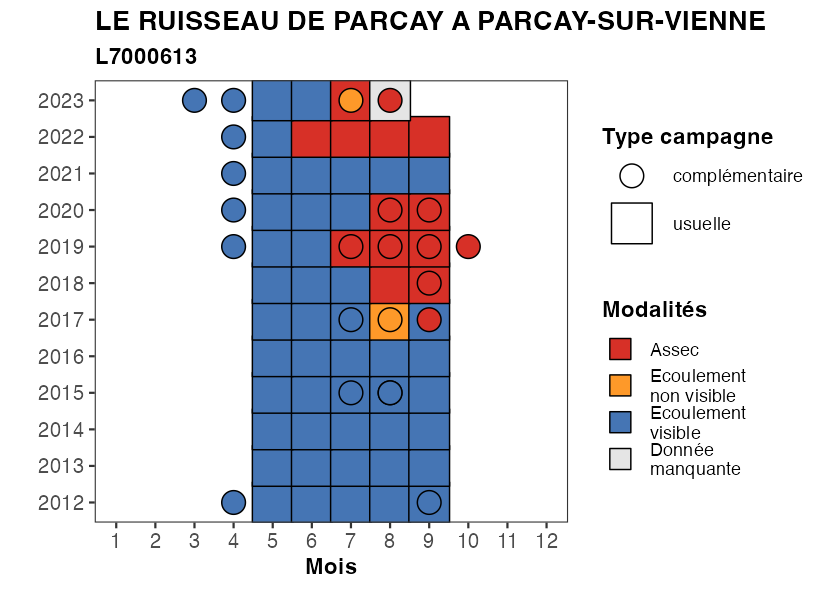 LE RUISSEAU DE PARCAY A PARCAY-SUR-VIENNE
L7000613
2023
2022
2021
2020
2019
2018
2017
2016
2015
2014
2013
2012
1 2 3 4 5 6 7 8 9 10 11 12
Mois
Type campagne
complémentaire
usuelle
Modalités
Assec
Ecoulement
non visible
Ecoulement
visible
Donnée
manquante